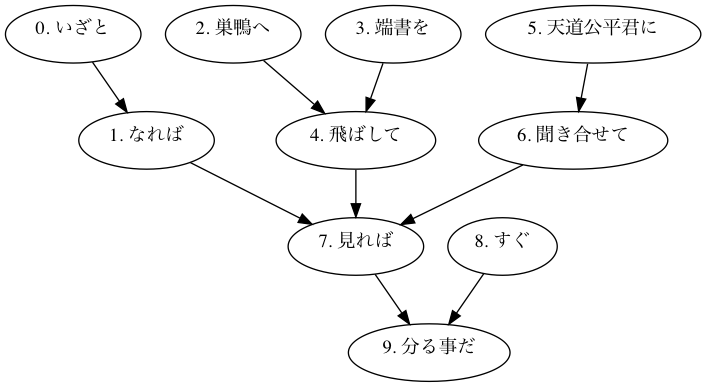 0. いざと
2. 巣鴨へ
3. 端書を
5. 天道公平君に
1. なれば
4. 飛ばして
6. 聞き合せて
7. 見れば
8. すぐ
9. 分る事だ